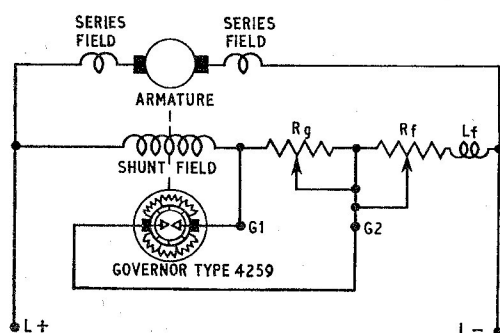 SERIES
FIELD
SERIES
FIELD
ARMATURE
Rg
Rf
Lf
SHUNT FIELD
G1
G2
GOVERNOR TYPE 4259
L+
L-